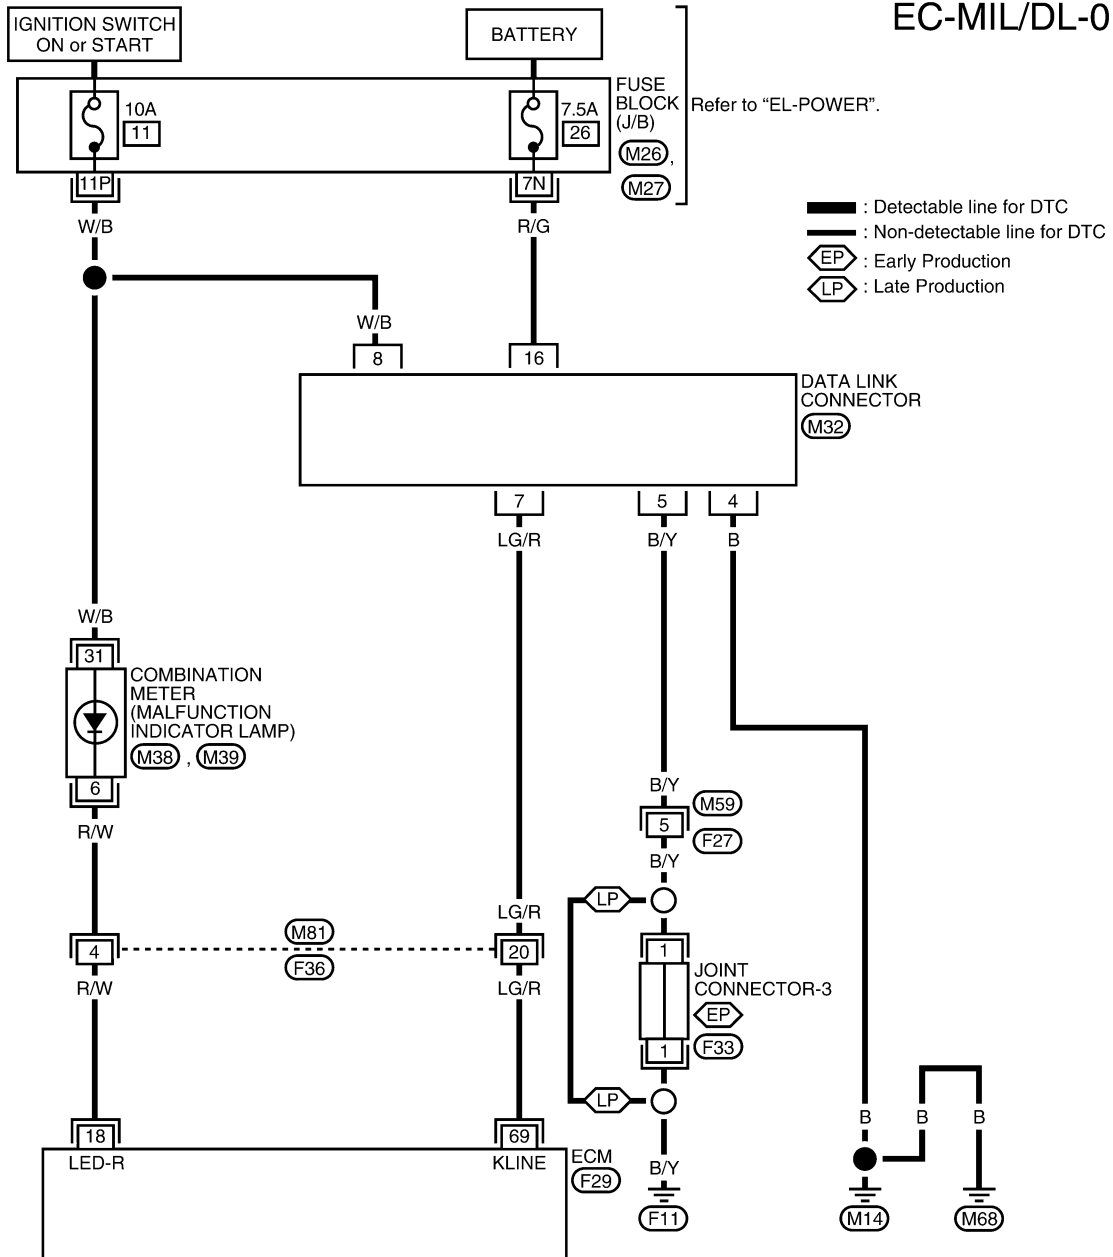 EC-MIL/DL-0
IGNITION SWITCH
ON or START
BATTERY
10A
11
7.5A
26
FUSE
BLOCK
(J/B)
Refer to “EL-POWER”.
M26 ,
M27
11P
7N
W/B
R/G
: Detectable line for DTC
: Non-detectable line for DTC
EP : Early Production
LP : Late Production
W/B
8
16
DATA LINK
CONNECTOR
M32
7
5
4
LG/R
B/Y
B
W/B
31
COMBINATION
METER
(MALFUNCTION
INDICATOR LAMP)
M38 , M39
6
R/W
B/Y
M59
5
F27
B/Y
LP
LG/R
M81
4
20
F36
R/W
LG/R
1
JOINT
CONNECTOR-3
EP
F33
1
LP
B
B
B
18
69
LED-R
KLINE
ECM
F29
B/Y
F11
M14
M68